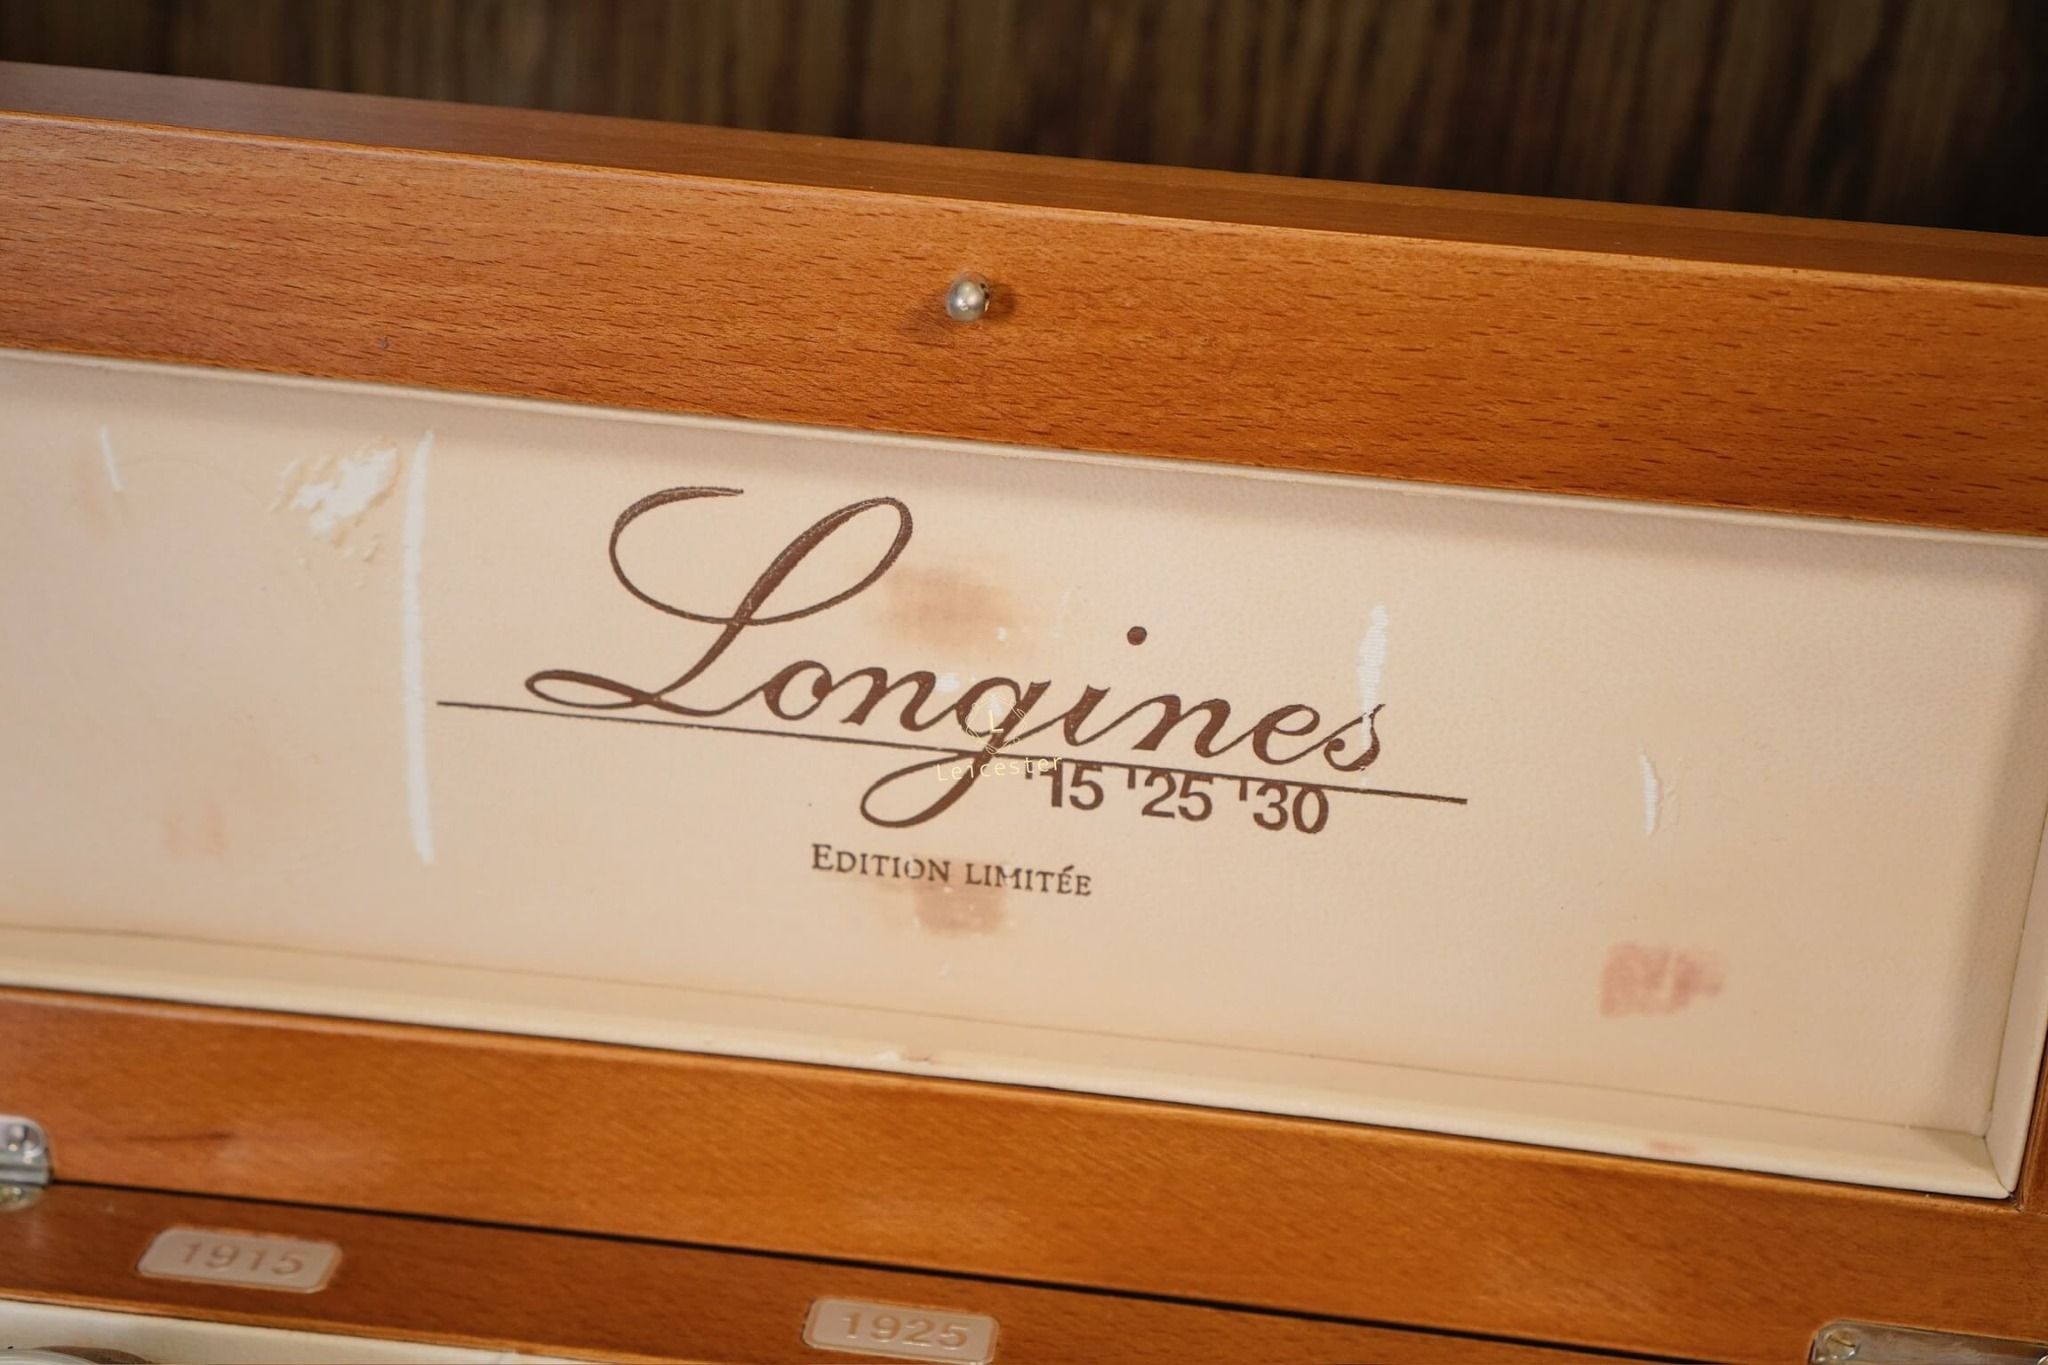 Longines
'15 '25 '30
EDITION LIMITÉE
L
Leicester
1915
1925